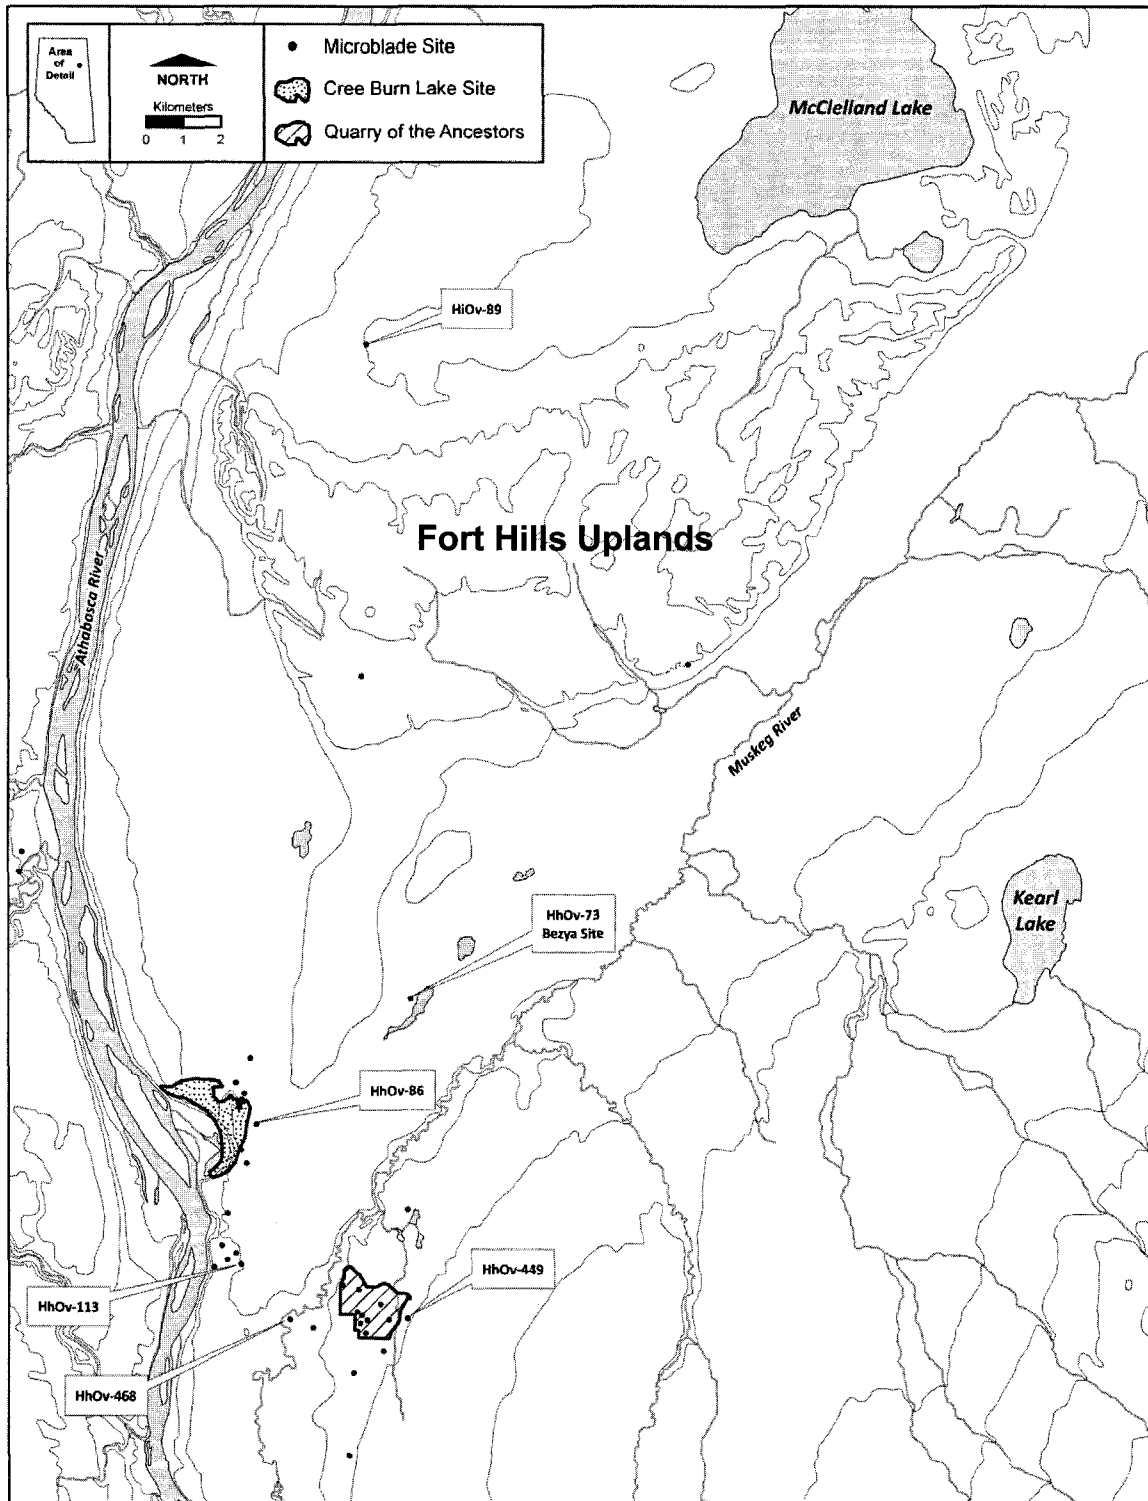 Area
of
Detail
NORTH
Kilometers
0 1 2
Microblade Site
Cree Burn Lake Site
Quarry of the Ancestors
McClelland Lake
HiOv-89
Fort Hills Uplands
Athabasca River
Muskeg River
Kearl
Lake
HhOv-73
Bezya Site
HhOv-86
HhOv-449
HhOv-113
HhOv-468